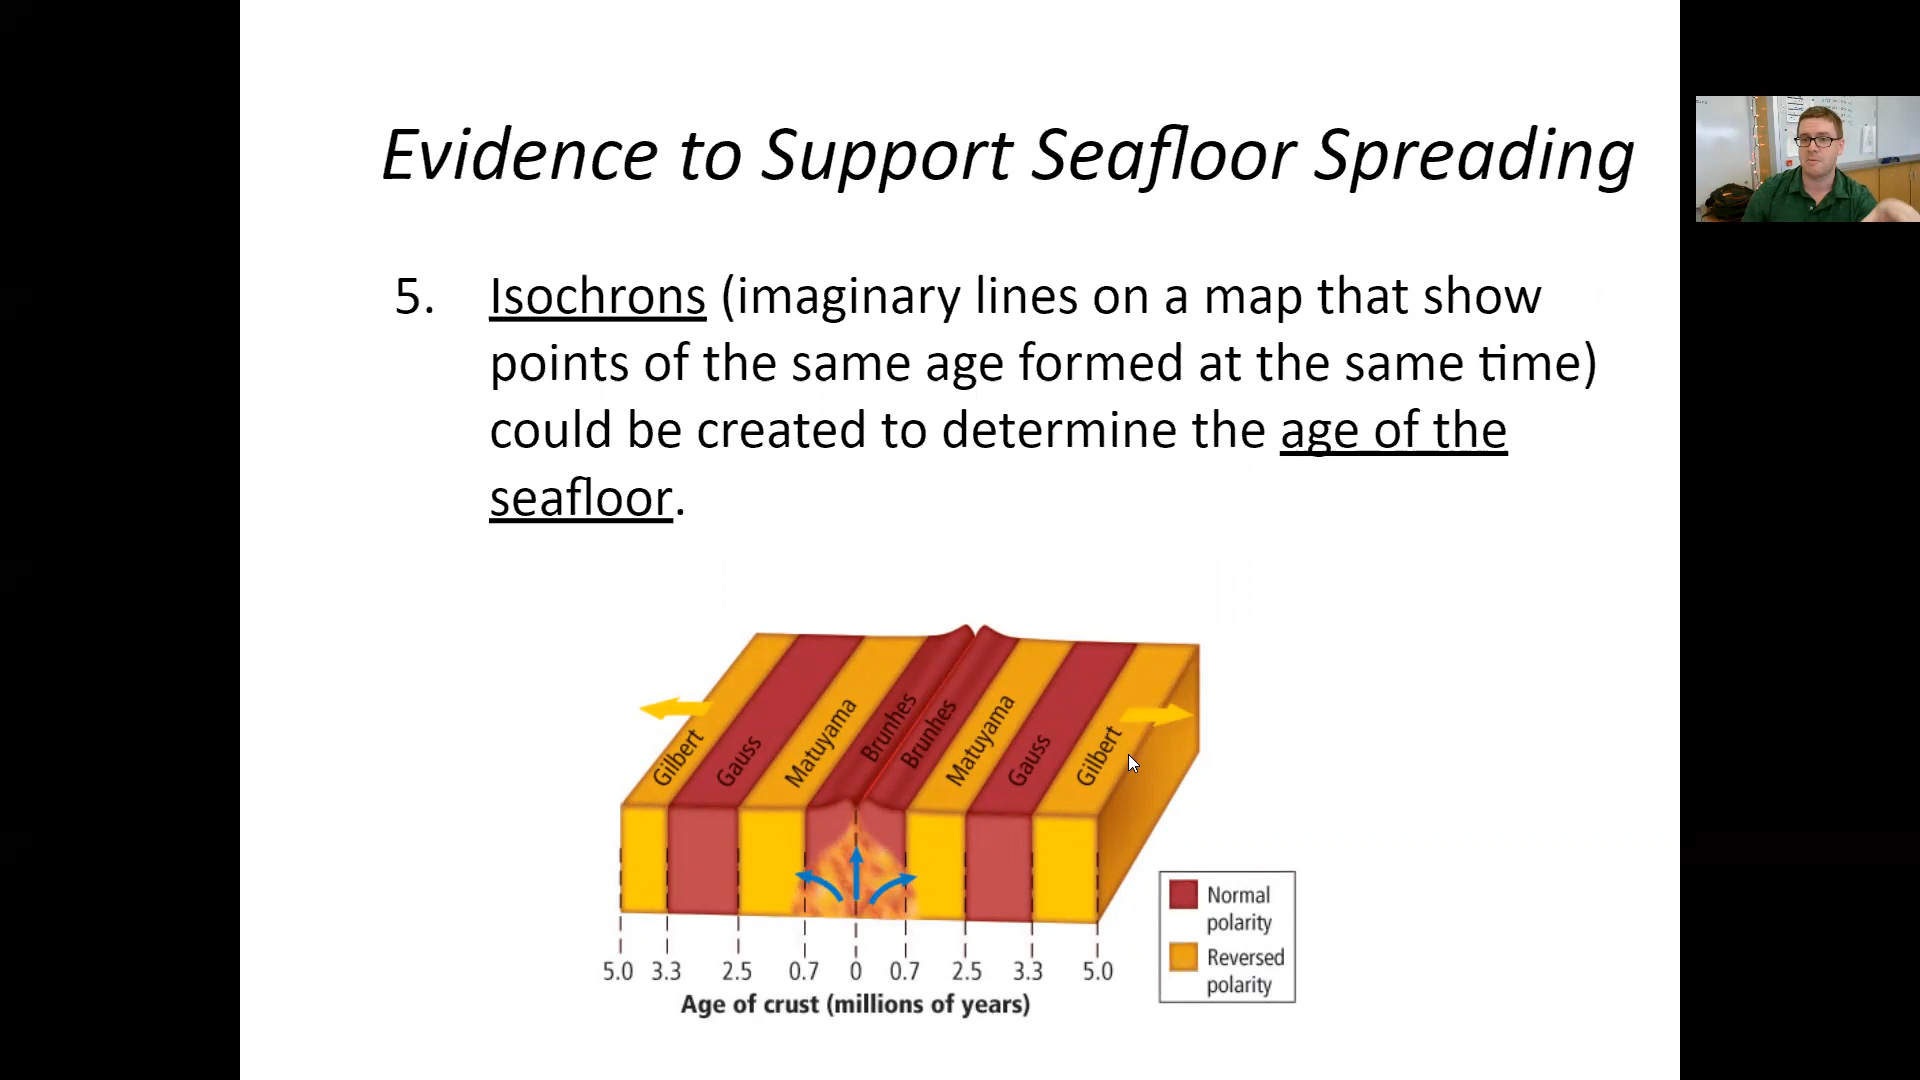 Evidence to Support Seafloor Spreading
5. Isochrons (imaginary lines on a map that show
points of the same age formed at the same time)
could be created to determine the age of the
seafloor.
Gilbert Gauss Matuyama Brunhes Brunhes Matuyama Gauss Gilbert
Normal
polarity
Reversed
polarity
5.0 3.3 2.5 0.7 0 0.7 2.5 3.3 5.0
Age of crust (millions of years)